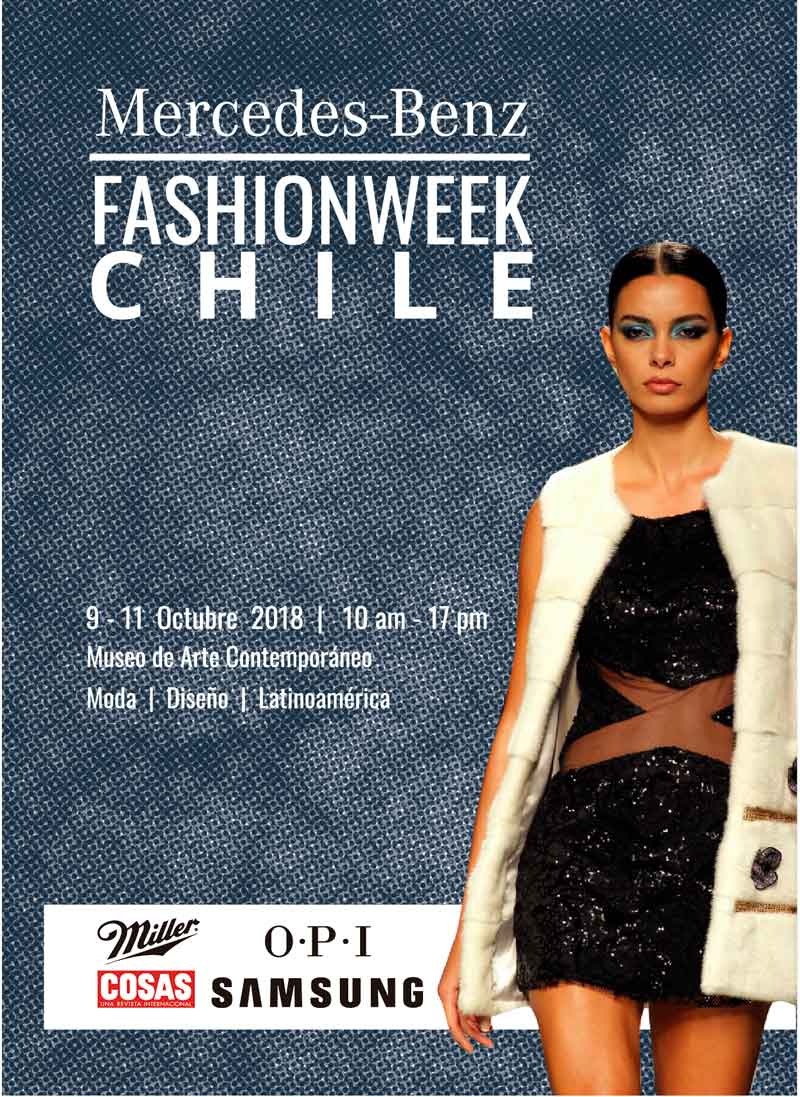 Mercedes-Benz
FASHIONWEEK
CHILE
9 - 11 Octubre 2018 | 10 am - 17 pm
Museo de Arte Contemporáneo
Moda | Diseño | Latinoamérica
Miller
O·P·I
COSAS
UNA REVISTA INTERNACIONAL
SAMSUNG